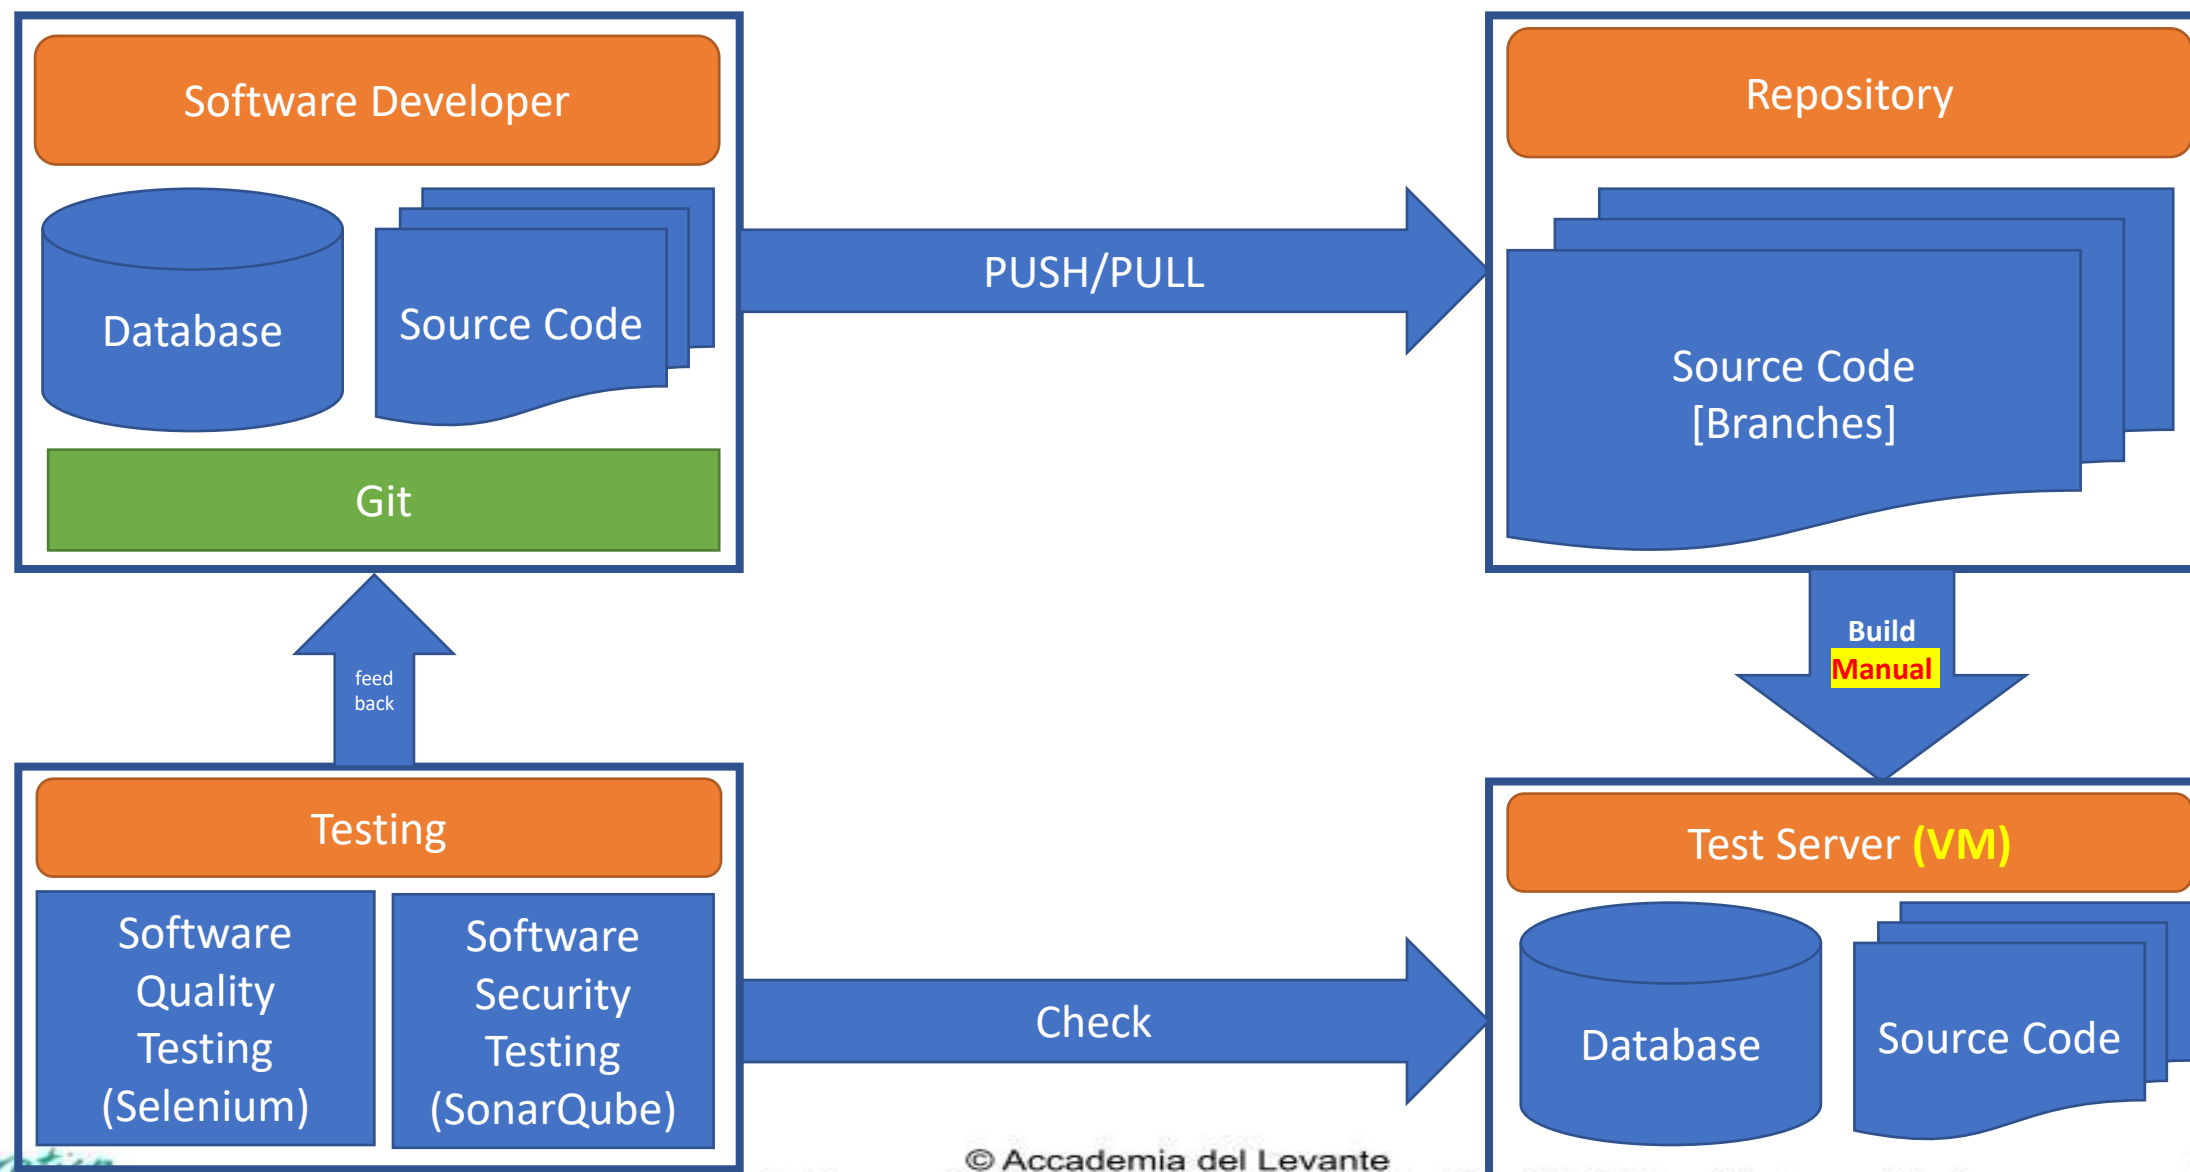 Software Developer
Database
Source Code
Git
PUSH/PULL
Repository
Source Code
[Branches]
feed
back
Build
Manual
Testing
Software
Quality
Testing
(Selenium)
Software
Security
Testing
(SonarQube)
Check
Test Server (VM)
Database
Source Code
© Accademia del Levante